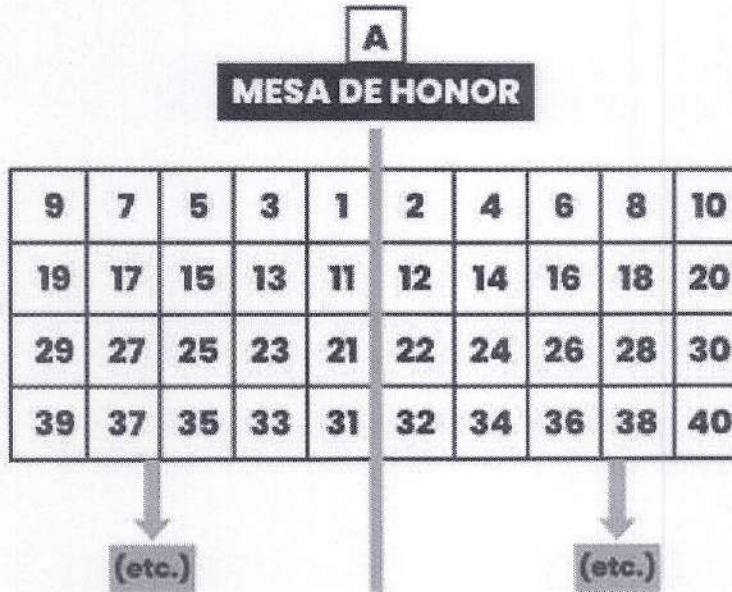 A
MESA DE HONOR
9 7 5 3 1 2 4 6 8 10
19 17 15 13 11 12 14 16 18 20
29 27 25 23 21 22 24 26 28 30
39 37 35 33 31 32 34 36 38 40
(etc.) (etc.)